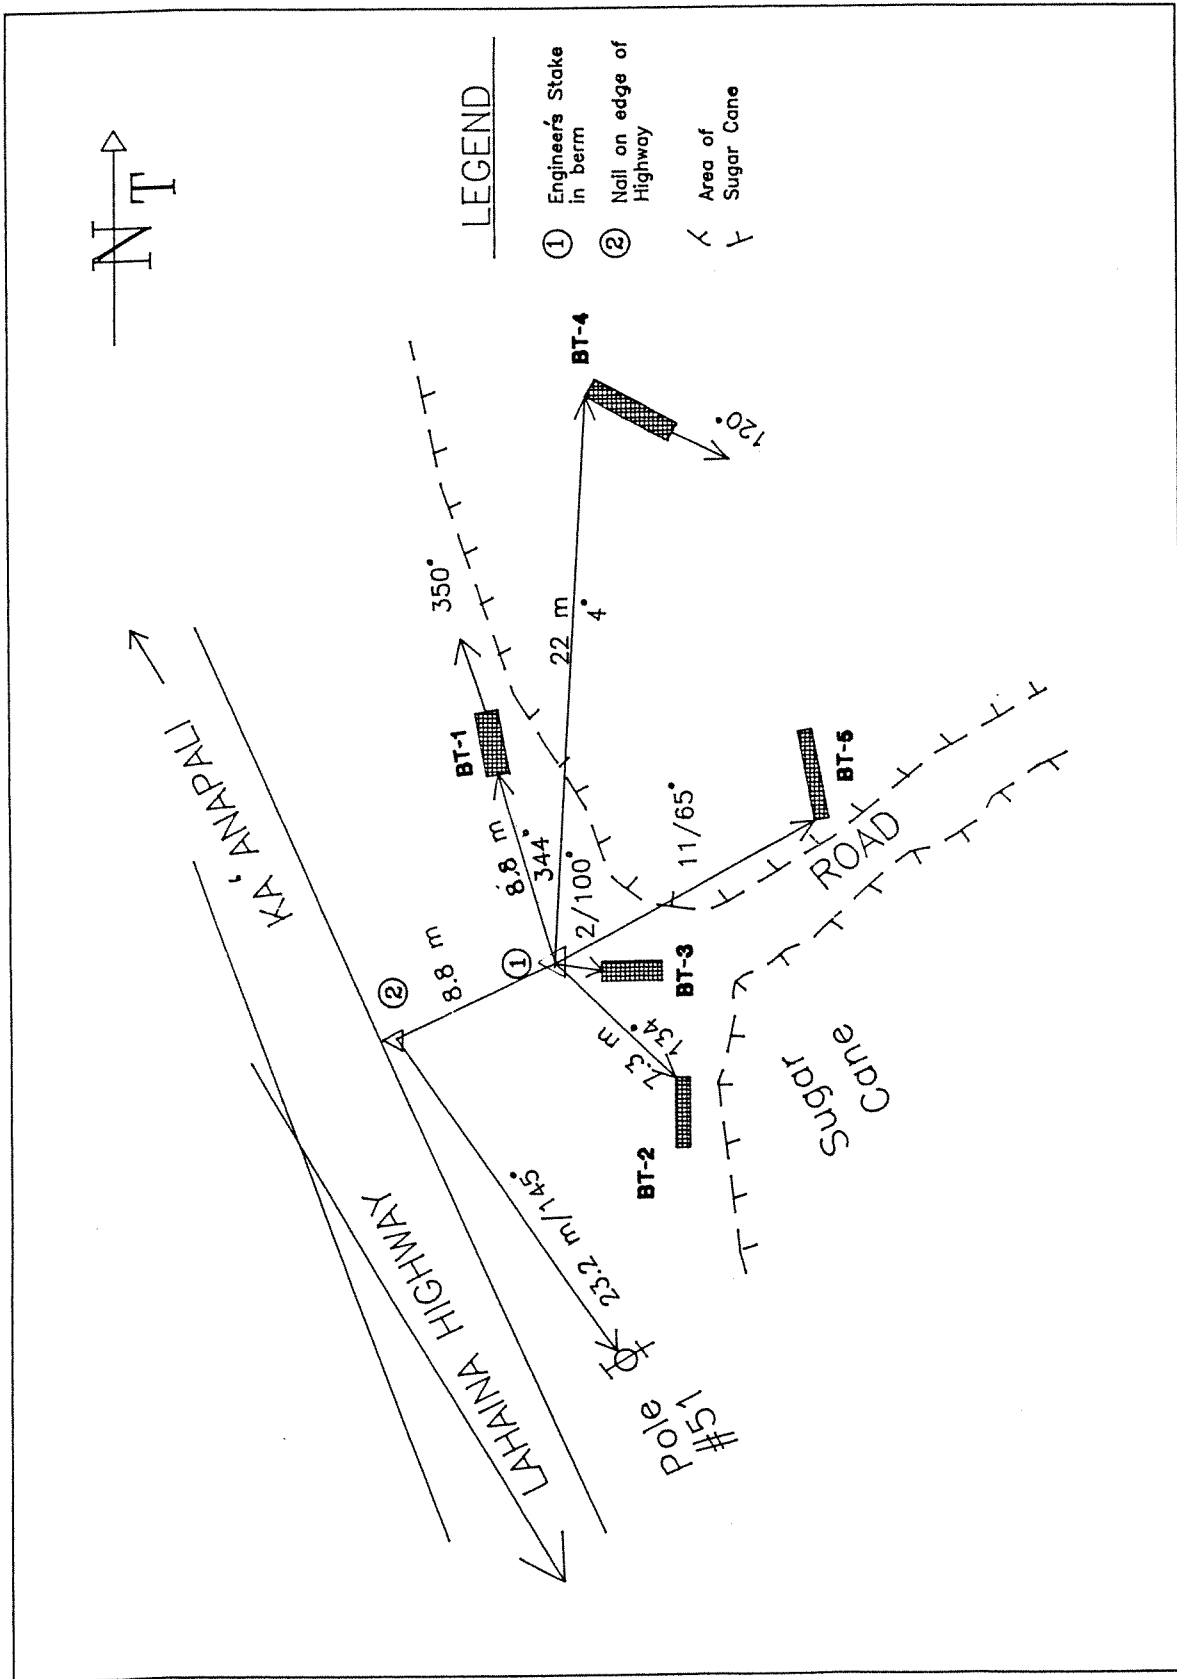 N
T
LEGEND
1 Engineer's Stake
in berm
2 Nail on edge of
Highway
Area of
Sugar Cane
KA' ANAPALI
LAHAINA HIGHWAY
350°
BT-1
BT-4
120°
22 m
4°
8.8 m
344°
8.8 m
2
1
2/100°
11/65°
BT-5
ROAD
BT-3
7.3 m
134°
BT-2
23.2 m/145°
Pole
#51
Sugar
Cane